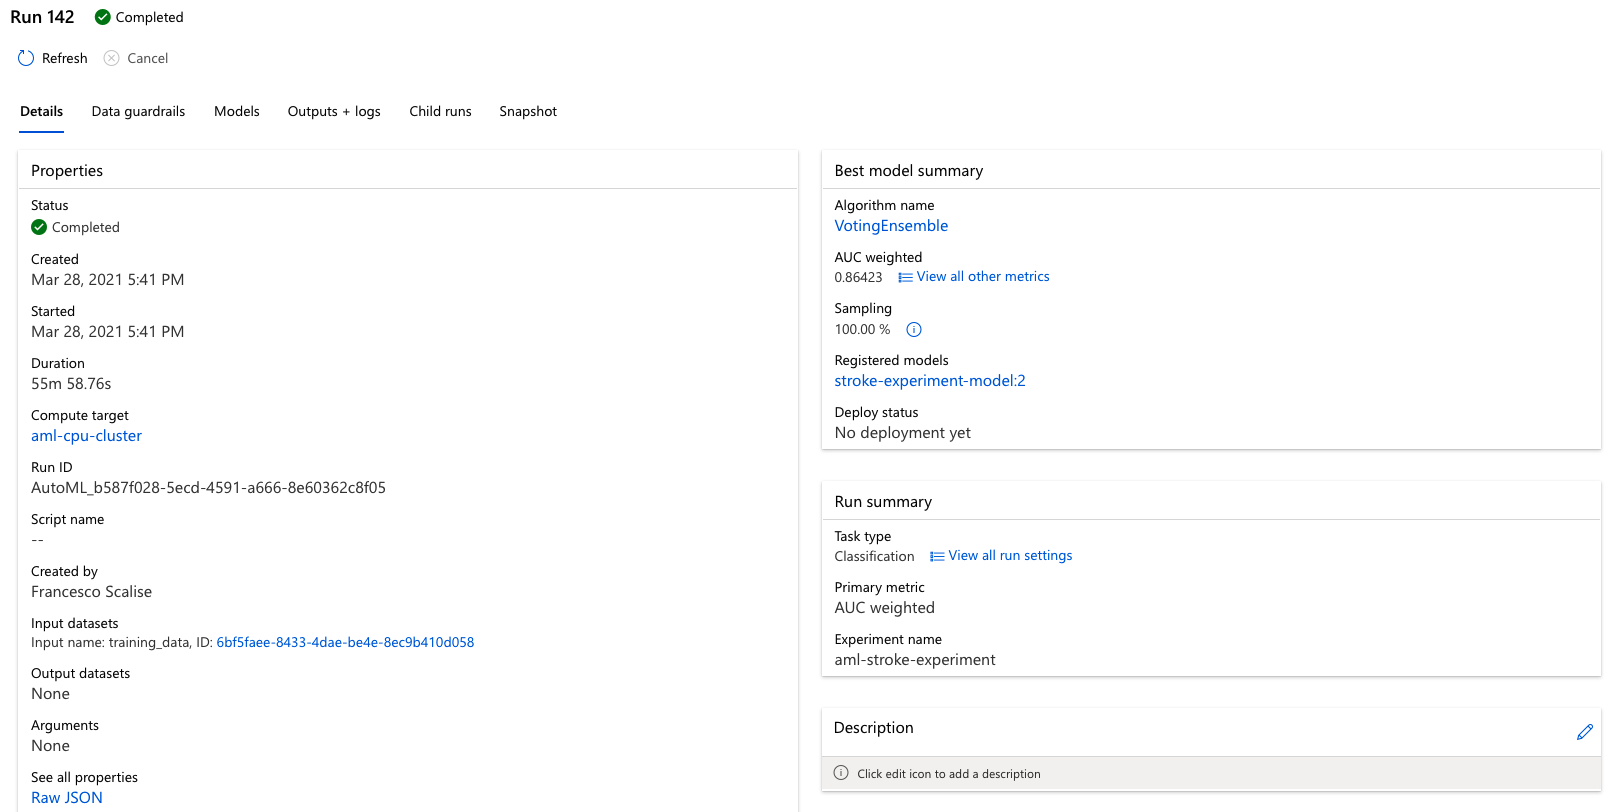 Run 142 Completed
Refresh Cancel
Details Data guardrails Models Outputs + logs Child runs Snapshot
Properties
Status
Completed
Created
Mar 28, 2021 5:41 PM
Started
Mar 28, 2021 5:41 PM
Duration
55m 58.76s
Compute target
aml-cpu-cluster
Run ID
AutoML_b587f028-5ecd-4591-a666-8e60362c8f05
Script name
--
Created by
Francesco Scalise
Input datasets
Input name: training_data, ID: 6bf5faee-8433-4dae-be4e-8ec9b410d058
Output datasets
None
Arguments
None
See all properties
Raw JSON
Best model summary
Algorithm name
VotingEnsemble
AUC weighted
0.86423 View all other metrics
Sampling
100.00 %
Registered models
stroke-experiment-model:2
Deploy status
No deployment yet
Run summary
Task type
Classification View all run settings
Primary metric
AUC weighted
Experiment name
aml-stroke-experiment
Description
Click edit icon to add a description